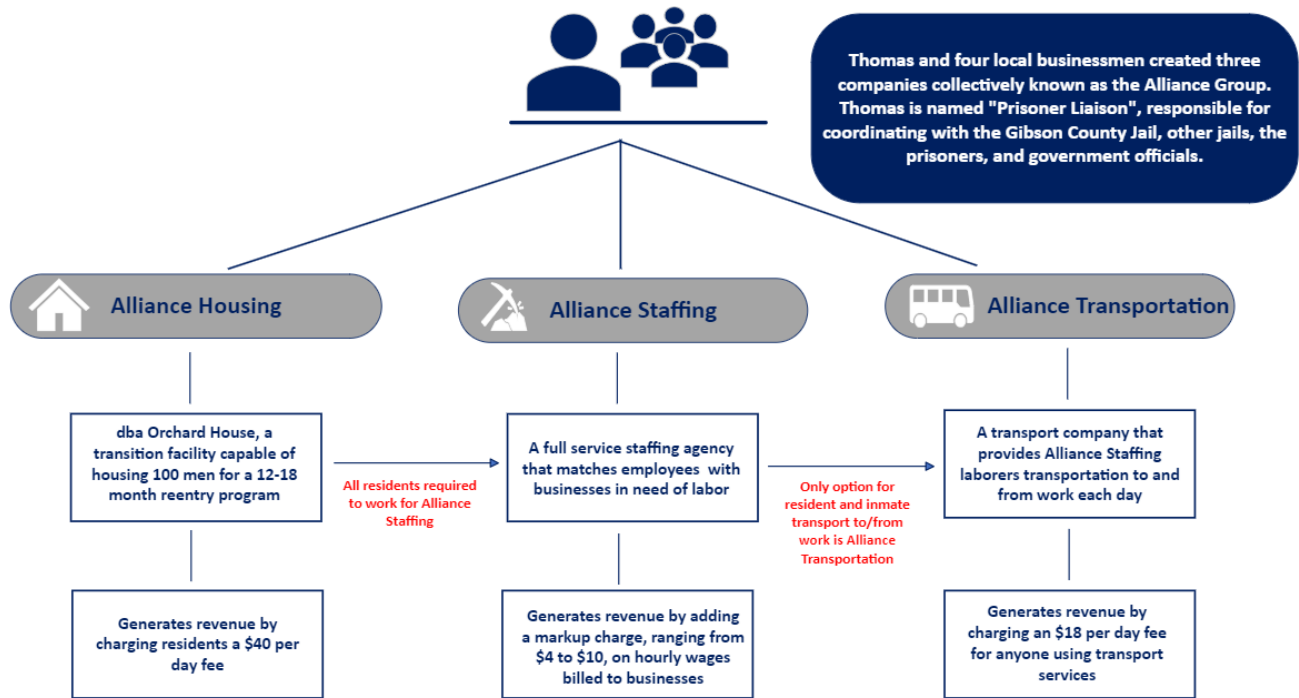 Thomas and four local businessmen created three
companies collectively known as the Alliance Group.
Thomas is named "Prisoner Liaison", responsible for
coordinating with the Gibson County Jail, other jails, the
prisoners, and government officials.
Alliance Housing
Alliance Staffing
Alliance Transportation
dba Orchard House, a
transition facility capable of
housing 100 men for a 12-18
month reentry program
All residents required
to work for Alliance
Staffing
A full service staffing agency
that matches employees with
businesses in need of labor
Only option for
resident and inmate
transport to/from
work is Alliance
Transportation
A transport company that
provides Alliance Staffing
laborers transportation to and
from work each day
Generates revenue by
charging residents a $40 per
day fee
Generates revenue by adding
a markup charge, ranging from
$4 to $10, on hourly wages
billed to businesses
Generates revenue by
charging an $18 per day fee
for anyone using transport
services